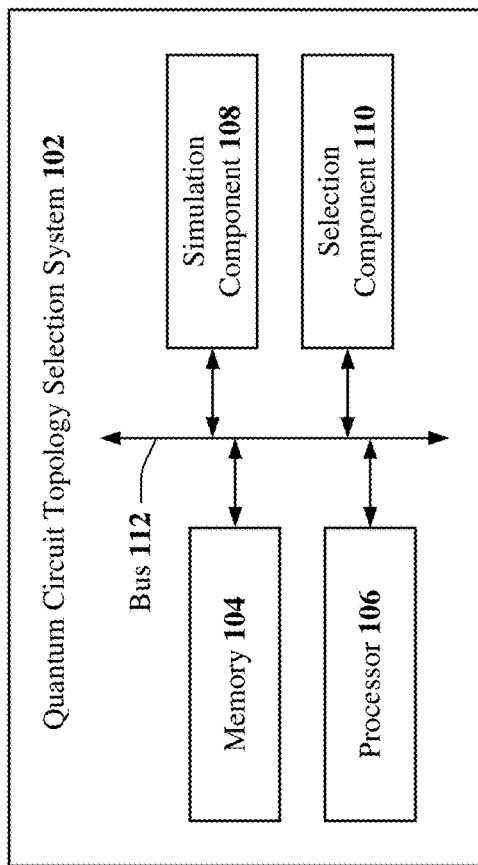 Quantum Circuit Topology Selection System 102
Bus 112
Memory 104
Simulation
Component 108
Processor 106
Selection
Component 110